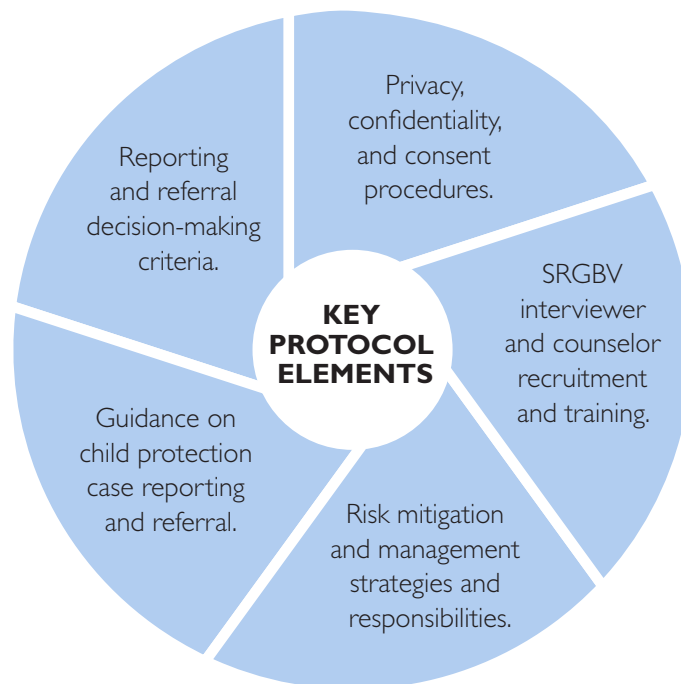 KEY
PROTOCOL
ELEMENTS
Privacy,
confidentiality,
and consent
procedures.
SRGBV
interviewer
and counselor
recruitment
and training.
Risk mitigation
and management
strategies and
responsibilities.
Guidance on
child protection
case reporting
and referral.
Reporting
and referral
decision-making
criteria.